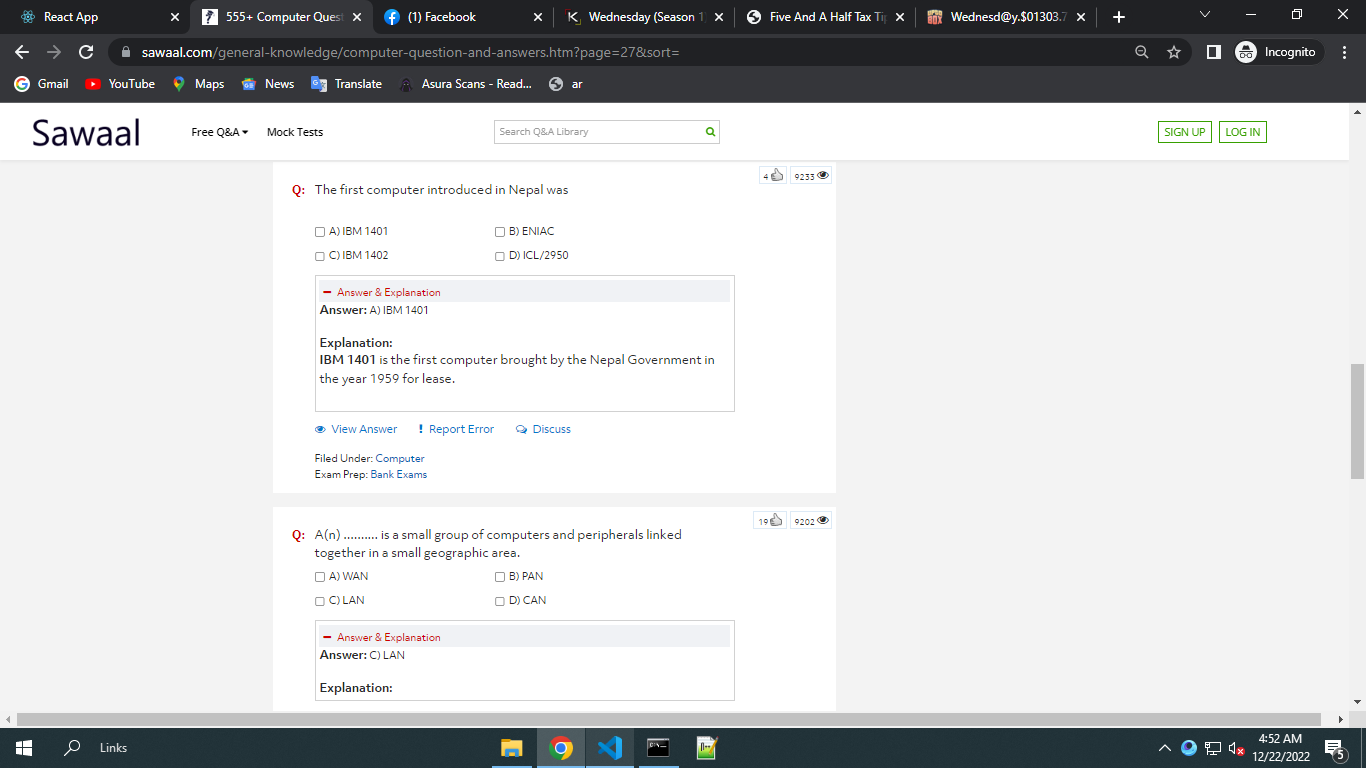 React App
555+ Computer Quest
(1) Facebook
Wednesday (Season 1
Five And A Half Tax Ti
Wednesd@y.$01303.7
sawaal.com/general-knowledge/computer-question-and-answers.htm?page=27&sort=
Incognito
Gmail
YouTube
Maps
News
Translate
Asura Scans - Read...
ar
Sawaal
Free Q&A
Mock Tests
Search Q&A Library
SIGN UP
LOG IN
4
9233
Q: The first computer introduced in Nepal was
A) IBM 1401
B) ENIAC
C) IBM 1402
D) ICL/2950
Answer & Explanation
Answer: A) IBM 1401
Explanation:
IBM 1401 is the first computer brought by the Nepal Government in
the year 1959 for lease.
View Answer
Report Error
Discuss
Filed Under: Computer
Exam Prep: Bank Exams
19
9202
Q: A(n) .......... is a small group of computers and peripherals linked
together in a small geographic area.
A) WAN
B) PAN
C) LAN
D) CAN
Answer & Explanation
Answer: C) LAN
Explanation:
Links
4:52 AM
12/22/2022
5